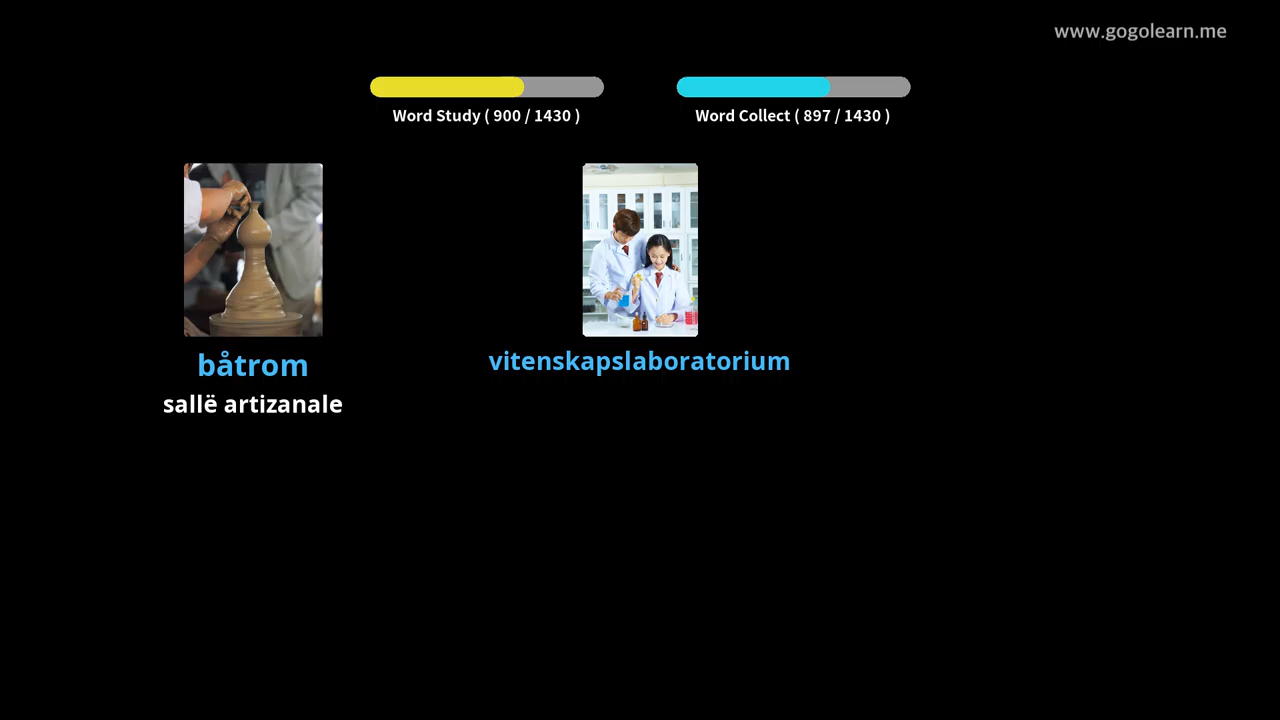 www.gogolearn.me
Word Study ( 900 / 1430 )
Word Collect ( 897 / 1430 )
båtrom
vitenskapslaboratorium
sallë artizanale